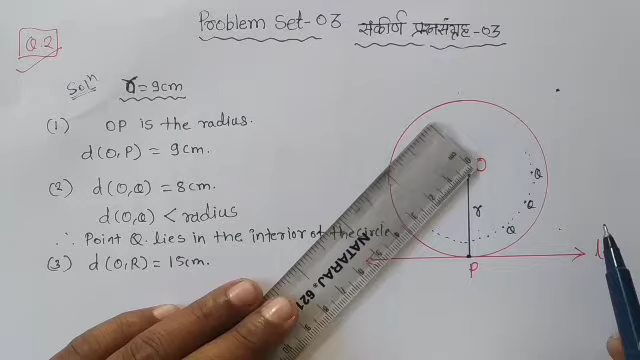 Problem Set-03 संकीर्ण प्रश्नसंग्रह-03
Q.2
Solⁿ r=9cm
(1) OP is the radius.
d(O,P) = 9cm.
(2) d(O,Q) = 8cm.
d(O,Q) < radius
∴ Point Q. lies in the interior of the circle.
(3) d(O,R) = 15cm.
O
r
Q
Q
Q
P
l
NATARAJ 621